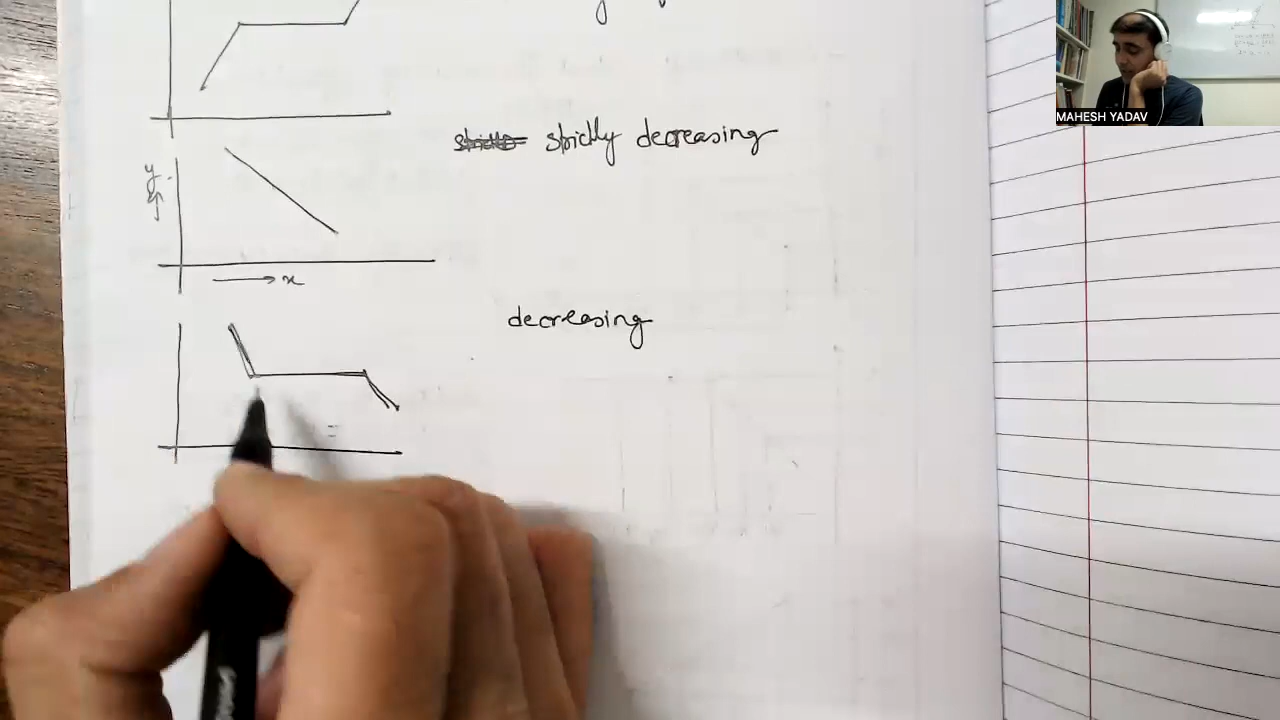 MAHESH YADAV
strictly decreasing
y
x
decreasing
=